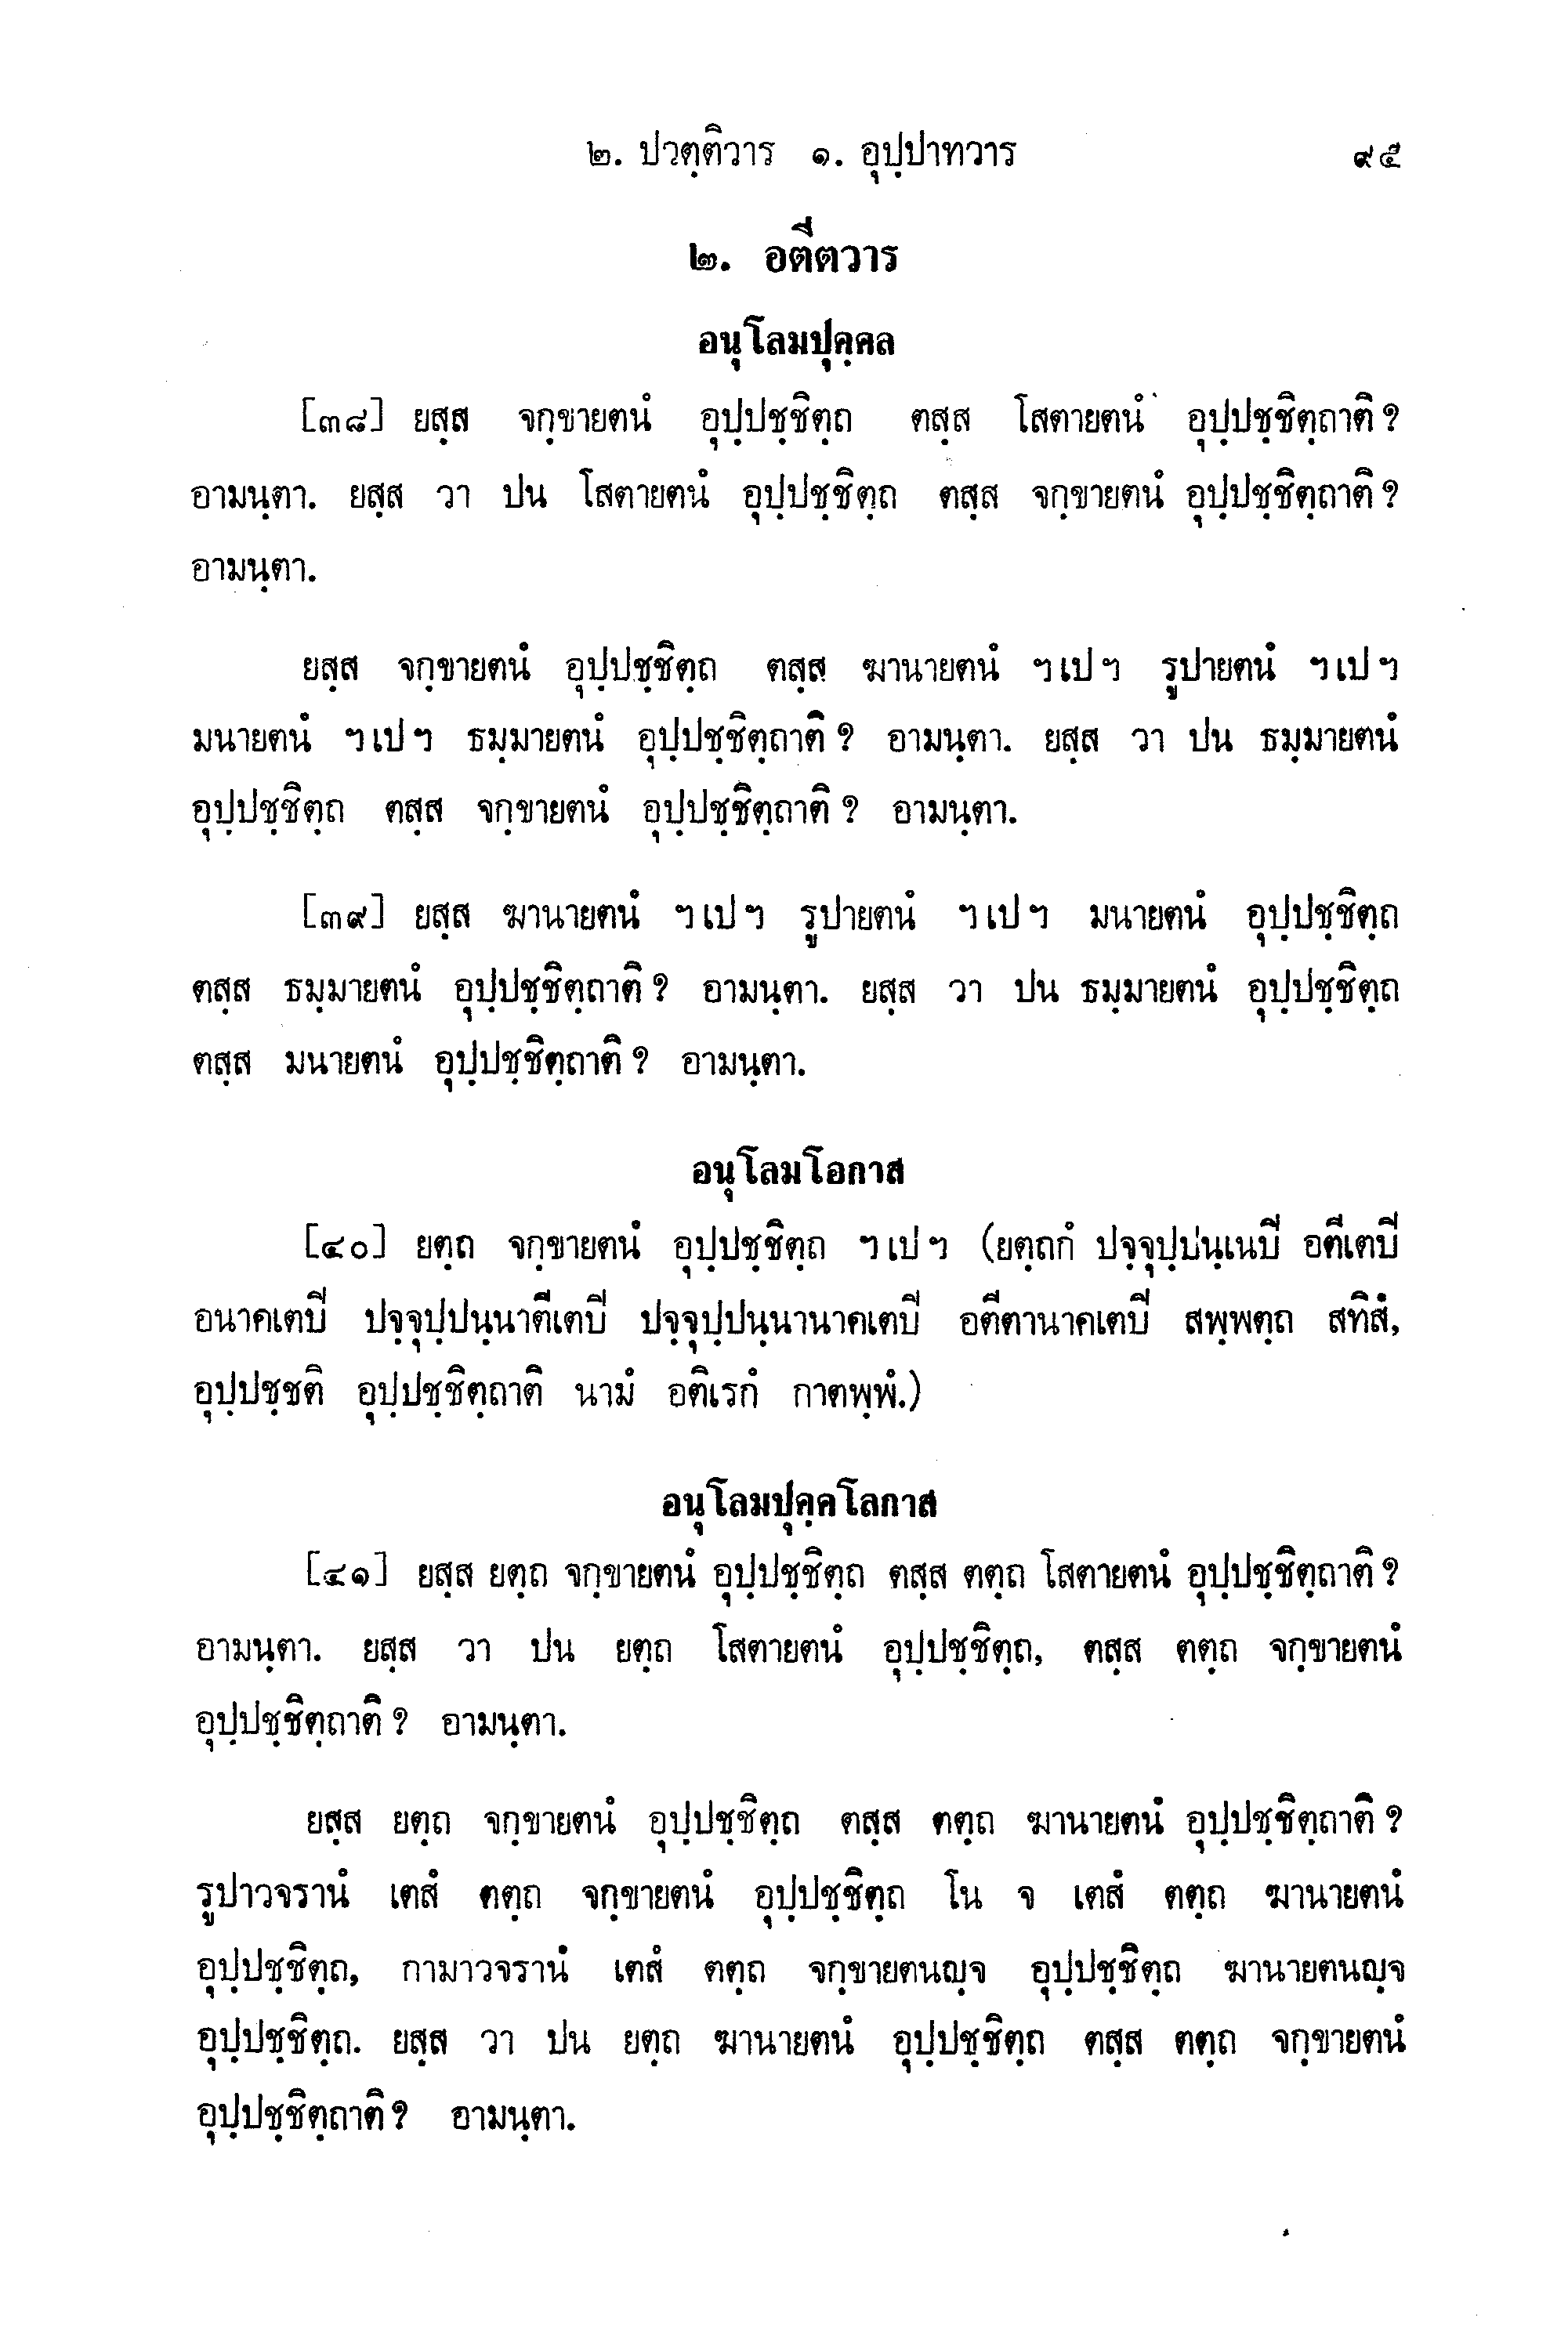 ๒. ปวตฺติวาร ๑. อุปฺปาทวาร ๙๕
๒. อตีตวาร
อนุโลมปุคฺคล
[๓๘] ยสฺส จกฺขายตนํ อุปฺปชฺชิตฺถ ตสฺส โสตายตนํ อุปฺปชฺชิตฺถาติ ?
อามนฺตา. ยสฺส วา ปน โสตายตนํ อุปฺปชฺชิตฺถ ตสฺส จกฺขายตนํ อุปฺปชฺชิตฺถาติ ?
อามนฺตา.
ยสฺส จกฺขายตนํ อุปฺปชฺชิตฺถ ตสฺส ฆานายตนํ ฯเปฯ รูปายตนํ ฯเปฯ
มนายตนํ ฯเปฯ ธมฺมายตนํ อุปฺปชฺชิตฺถาติ ? อามนฺตา. ยสฺส วา ปน ธมฺมายตนํ
อุปฺปชฺชิตฺถ ตสฺส จกฺขายตนํ อุปฺปชฺชิตฺถาติ ? อามนฺตา.
[๓๙] ยสฺส ฆานายตนํ ฯเปฯ รูปายตนํ ฯเปฯ มนายตนํ อุปฺปชฺชิตฺถ
ตสฺส ธมฺมายตนํ อุปฺปชฺชิตฺถาติ ? อามนฺตา. ยสฺส วา ปน ธมฺมายตนํ อุปฺปชฺชิตฺถ
ตสฺส มนายตนํ อุปฺปชฺชิตฺถาติ ? อามนฺตา.
อนุโลมโอกาส
[๔๐] ยตฺถ จกฺขายตนํ อุปฺปชฺชิตฺถ ฯเปฯ (ยตฺถกํ ปจฺจุปฺปนฺเนปี อตีเตปี
อนาคเตปี ปจฺจุปฺปนฺนาตีเตปี ปจฺจุปฺปนฺนานาคเตปี อตีตานาคเตปี สพฺพตฺถ สทิสํ,
อุปฺปชฺชติ อุปฺปชฺชิตฺถาติ นามํ อติเรกํ กาตพฺพํ.)
อนุโลมปุคฺคโลกาส
[๔๑] ยสฺส ยตฺถ จกฺขายตนํ อุปฺปชฺชิตฺถ ตสฺส ตตฺถ โสตายตนํ อุปฺปชฺชิตฺถาติ ?
อามนฺตา. ยสฺส วา ปน ยตฺถ โสตายตนํ อุปฺปชฺชิตฺถ, ตสฺส ตตฺถ จกฺขายตนํ
อุปฺปชฺชิตฺถาติ ? อามนฺตา.
ยสฺส ยตฺถ จกฺขายตนํ อุปฺปชฺชิตฺถ ตสฺส ตตฺถ ฆานายตนํ อุปฺปชฺชิตฺถาติ ?
รูปาวจรานํ เตสํ ตตฺถ จกฺขายตนํ อุปฺปชฺชิตฺถ โน จ เตสํ ตตฺถ ฆานายตนํ
อุปฺปชฺชิตฺถ, กามาวจรานํ เตสํ ตตฺถ จกฺขายตนญฺจ อุปฺปชฺชิตฺถ ฆานายตนญฺจ
อุปฺปชฺชิตฺถ. ยสฺส วา ปน ยตฺถ ฆานายตนํ อุปฺปชฺชิตฺถ ตสฺส ตตฺถ จกฺขายตนํ
อุปฺปชฺชิตฺถาติ ? อามนฺตา.